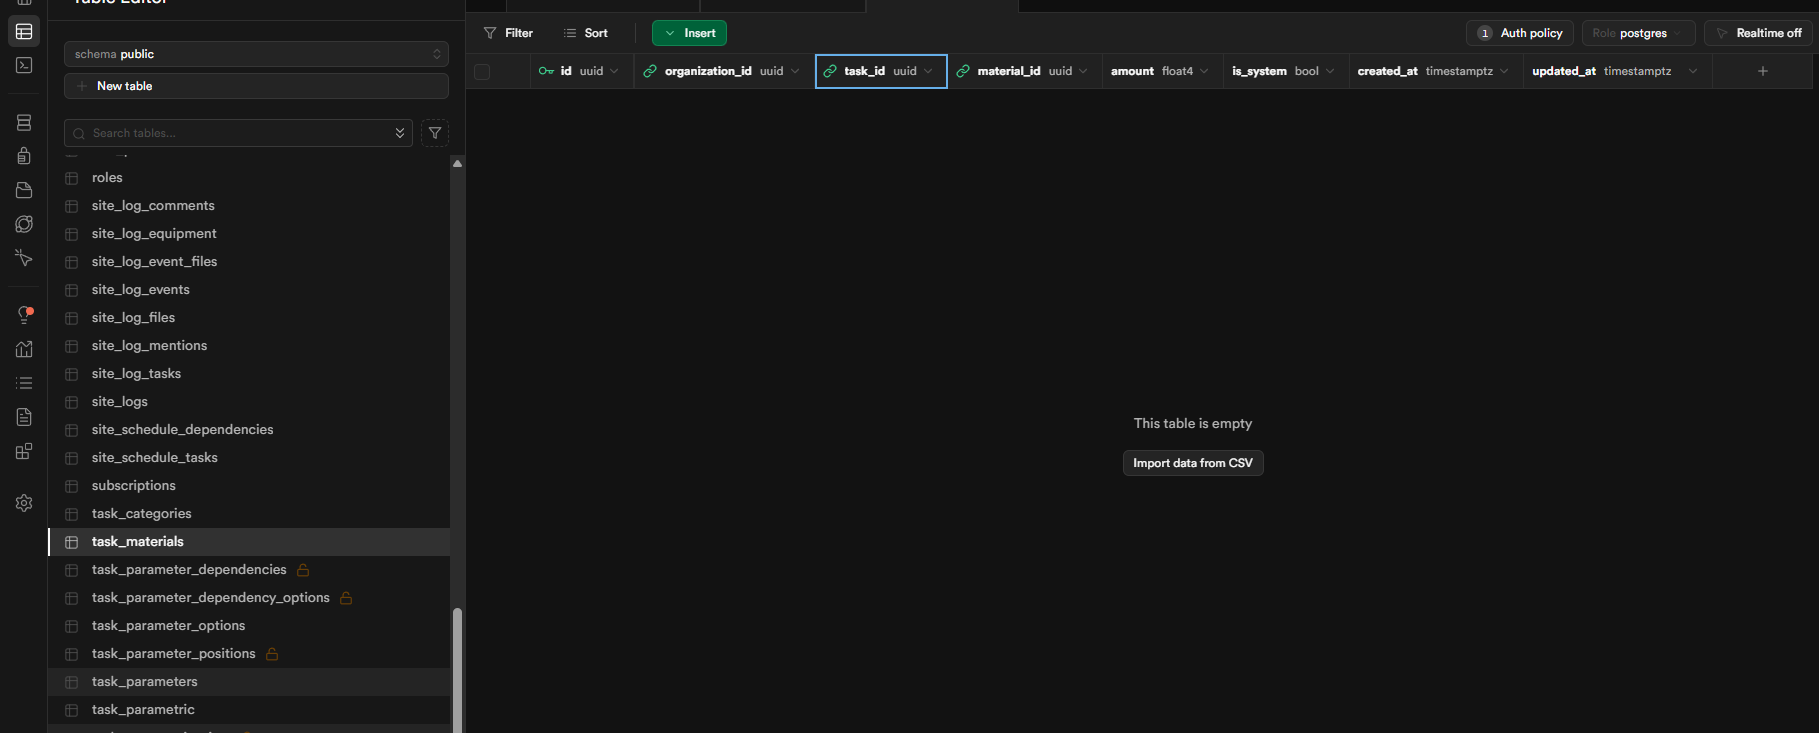 Table Editor
schema public
New table
Search tables...
roles
site_log_comments
site_log_equipment
site_log_event_files
site_log_events
site_log_files
site_log_mentions
site_log_tasks
site_logs
site_schedule_dependencies
site_schedule_tasks
subscriptions
task_categories
task_materials
task_parameter_dependencies
task_parameter_dependency_options
task_parameter_options
task_parameter_positions
task_parameters
task_parametric
Filter Sort Insert 1 Auth policy Role postgres Realtime off
id uuid organization_id uuid task_id uuid material_id uuid amount float4 is_system bool created_at timestamptz updated_at timestamptz
This table is empty
Import data from CSV